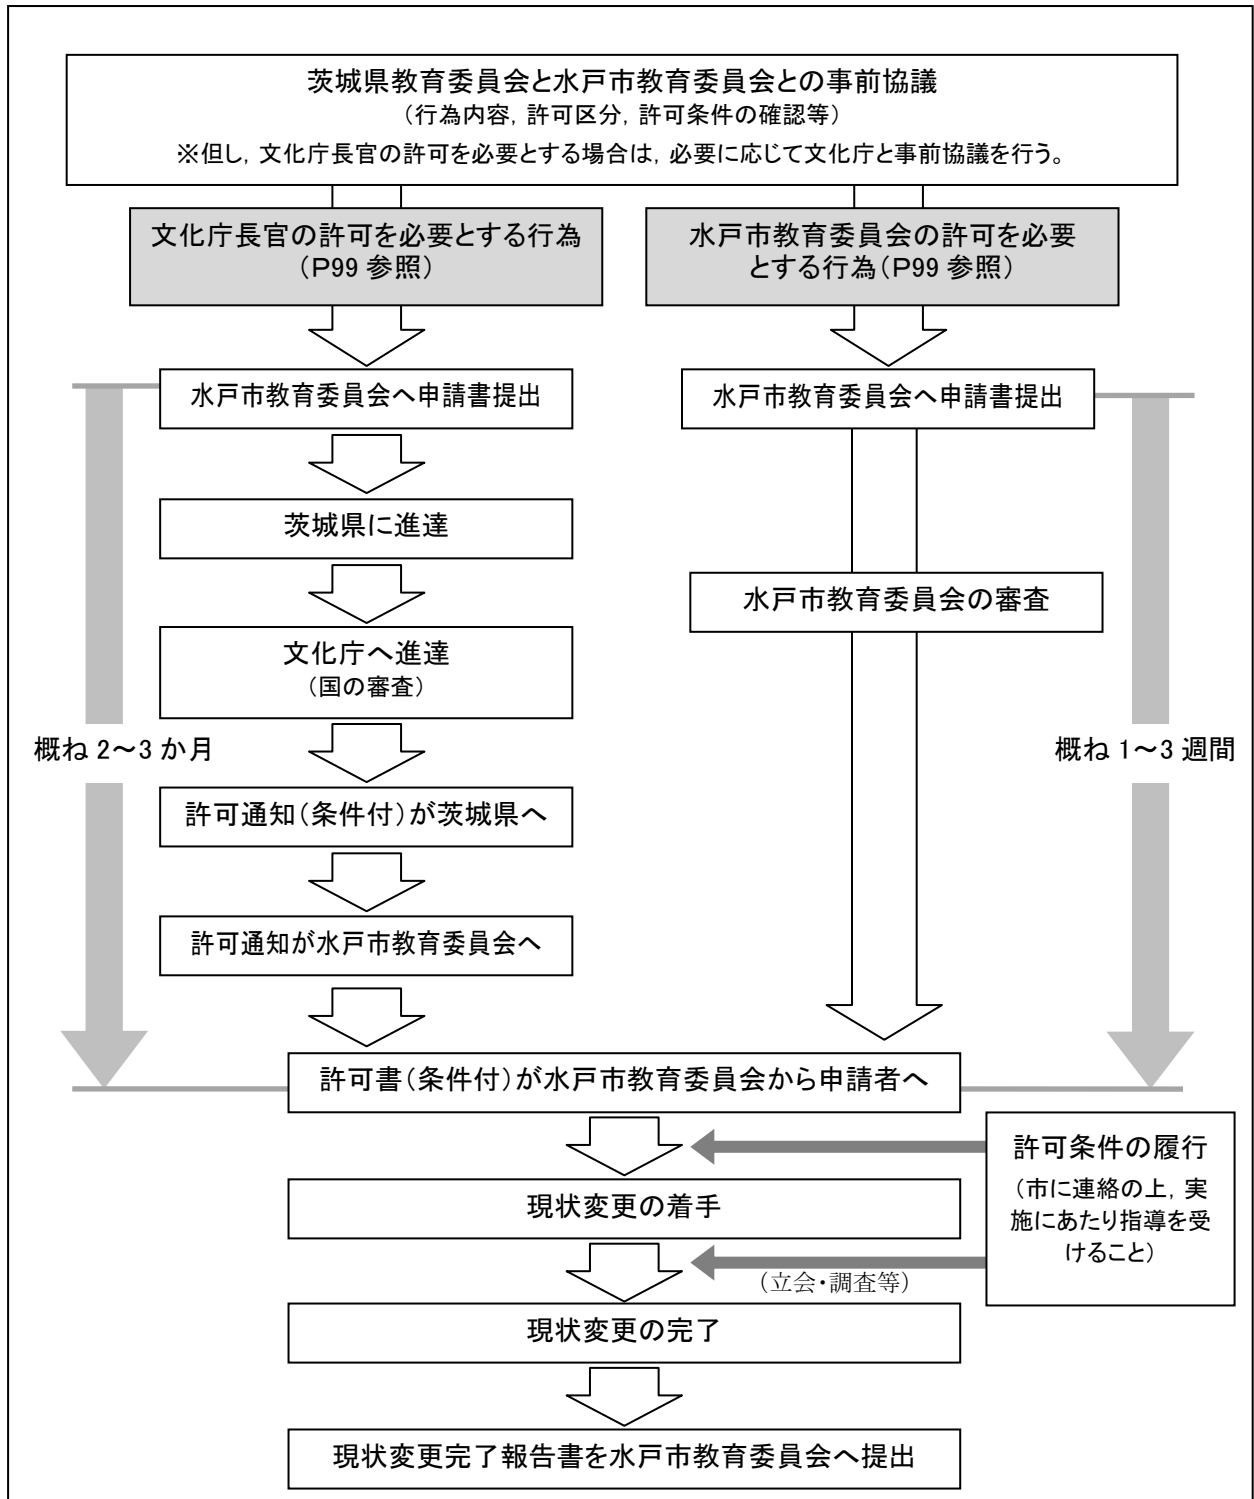 茨城県教育委員会と水戸市教育委員会との事前協議
（行為内容，許可区分，許可条件の確認等）
※但し，文化庁長官の許可を必要とする場合は，必要に応じて文化庁と事前協議を行う。
文化庁長官の許可を必要とする行為
（P99 参照）
水戸市教育委員会の許可を必要
とする行為（P99 参照）
水戸市教育委員会へ申請書提出
水戸市教育委員会へ申請書提出
茨城県に進達
水戸市教育委員会の審査
文化庁へ進達
（国の審査）
概ね 2～3 か月
概ね 1～3 週間
許可通知（条件付）が茨城県へ
許可通知が水戸市教育委員会へ
許可書（条件付）が水戸市教育委員会から申請者へ
許可条件の履行
（市に連絡の上，実
施にあたり指導を受
けること）
現状変更の着手
（立会・調査等）
現状変更の完了
現状変更完了報告書を水戸市教育委員会へ提出